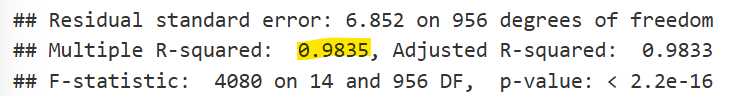 ## Residual standard error: 6.852 on 956 degrees of freedom
## Multiple R-squared:  0.9835, Adjusted R-squared:  0.9833
## F-statistic:  4080 on 14 and 956 DF,  p-value: < 2.2e-16